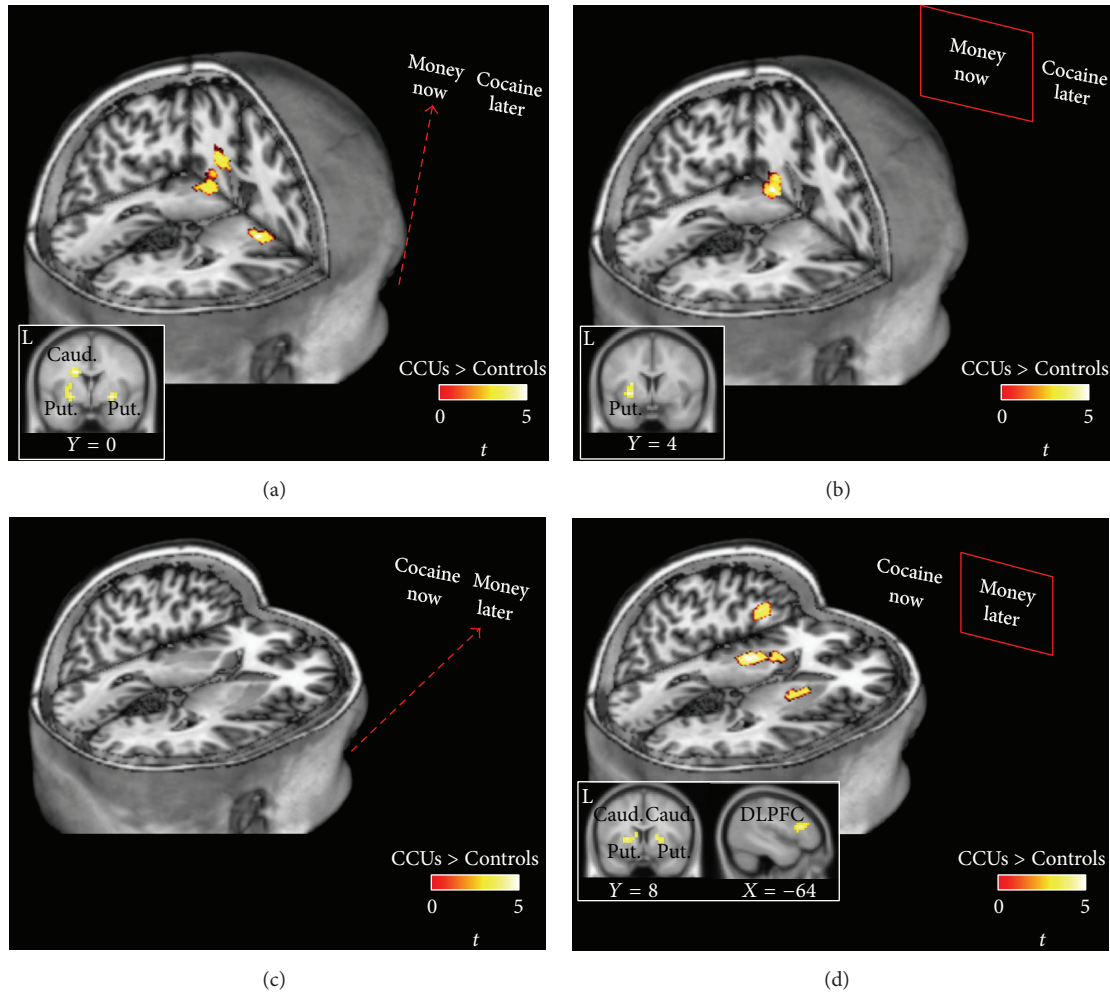 Money Cocaine
now later
L
Caud.
Put. Put.
Y = 0
CCUs > Controls
0 5
t
(a)
Money
now
Cocaine
later
L
Put.
Y = 4
CCUs > Controls
0 5
t
(b)
Cocaine Money
now later
CCUs > Controls
0 5
t
(c)
Cocaine
now
Money
later
L
Caud. Caud.
Put. Put.
Y = 8
DLPFC
X = −64
CCUs > Controls
0 5
t
(d)